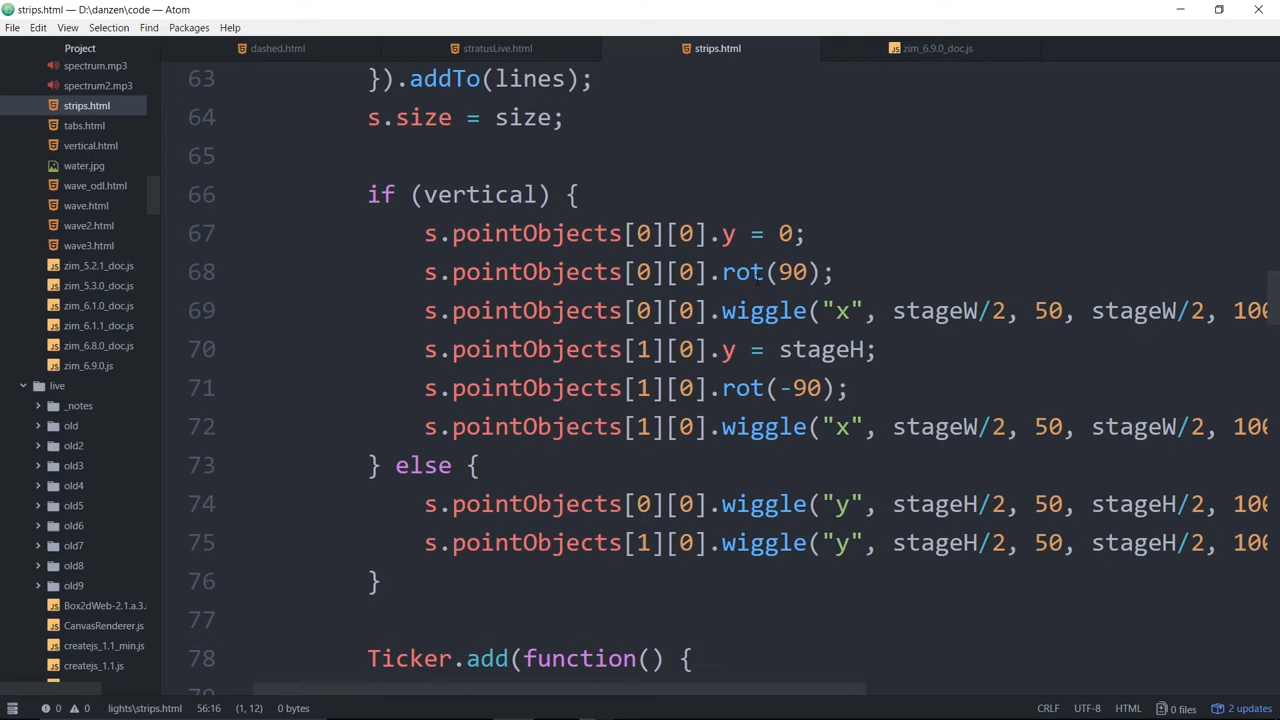 strips.html — D:\danzen\code — Atom
File Edit View Selection Find Packages Help
Project
dashed.html
stratusLive.html
strips.html
zim_6.9.0_doc.js
spectrum.mp3
spectrum2.mp3
strips.html
tabs.html
vertical.html
water.jpg
wave_odl.html
wave.html
wave2.html
wave3.html
zim_5.2.1_doc.js
zim_5.3.0_doc.js
zim_6.1.0_doc.js
zim_6.1.1_doc.js
zim_6.8.0_doc.js
zim_6.9.0.js
live
_notes
old
old2
old3
old4
old5
old6
old7
old8
old9
Box2dWeb-2.1.a.3.
CanvasRenderer.js
createjs_1.1_min.js
createjs_1.1.js
63 }).addTo(lines);
64 s.size = size;
65
66 if (vertical) {
67 s.pointObjects[0][0].y = 0;
68 s.pointObjects[0][0].rot(90);
69 s.pointObjects[0][0].wiggle("x", stageW/2, 50, stageW/2, 100
70 s.pointObjects[1][0].y = stageH;
71 s.pointObjects[1][0].rot(-90);
72 s.pointObjects[1][0].wiggle("x", stageW/2, 50, stageW/2, 100
73 } else {
74 s.pointObjects[0][0].wiggle("y", stageH/2, 50, stageH/2, 100
75 s.pointObjects[1][0].wiggle("y", stageH/2, 50, stageH/2, 100
76 }
77
78 Ticker.add(function() {
0 0 lights\strips.html 56:16 (1, 12) 0 bytes CRLF UTF-8 HTML 0 files 2 updates